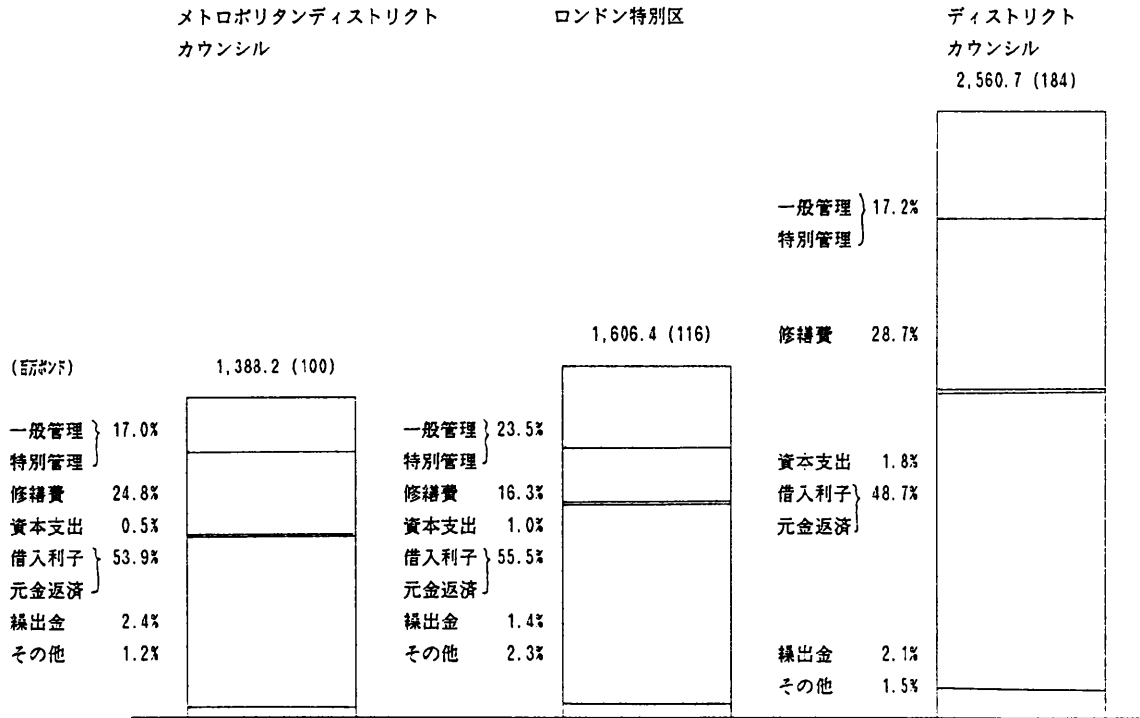 メトロポリタンディストリクト
カウンシル
ロンドン特別区
ディストリクト
カウンシル
2,560.7 (184)
一般管理 17.2%
特別管理
修繕費 28.7%
資本支出 1.8%
借入利子 48.7%
元金返済
繰出金 2.1%
その他 1.5%
1,606.4 (116)
一般管理 23.5%
特別管理
修繕費 16.3%
資本支出 1.0%
借入利子 55.5%
元金返済
繰出金 1.4%
その他 2.3%
(百万ポンド)
1,388.2 (100)
一般管理 17.0%
特別管理
修繕費 24.8%
資本支出 0.5%
借入利子 53.9%
元金返済
繰出金 2.4%
その他 1.2%